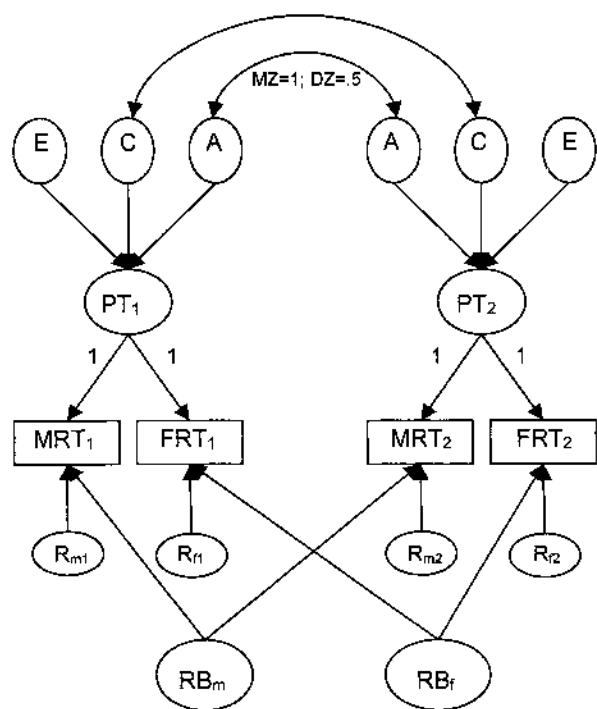 MZ=1; DZ=.5
E C A A C E
PT₁ PT₂
1 1 1 1
MRT₁ FRT₁ MRT₂ FRT₂
Rm1 Rf1 Rm2 Rf2
RBm RBf